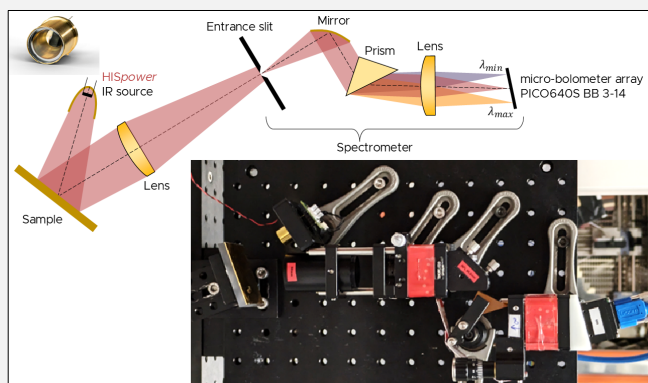 Entrance slit
Mirror
Prism
Lens
HISpower
IR source
λmin
micro-bolometer array
PICO640S BB 3-14
λmax
Spectrometer
Lens
Sample